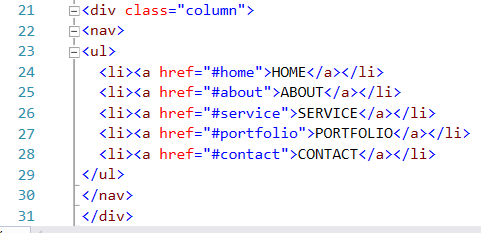 21 <div class="column">
22 <nav>
23 <ul>
24 <li><a href="#home">HOME</a></li>
25 <li><a href="#about">ABOUT</a></li>
26 <li><a href="#service">SERVICE</a></li>
27 <li><a href="#portfolio">PORTFOLIO</a></li>
28 <li><a href="#contact">CONTACT</a></li>
29 </ul>
30 </nav>
31 </div>